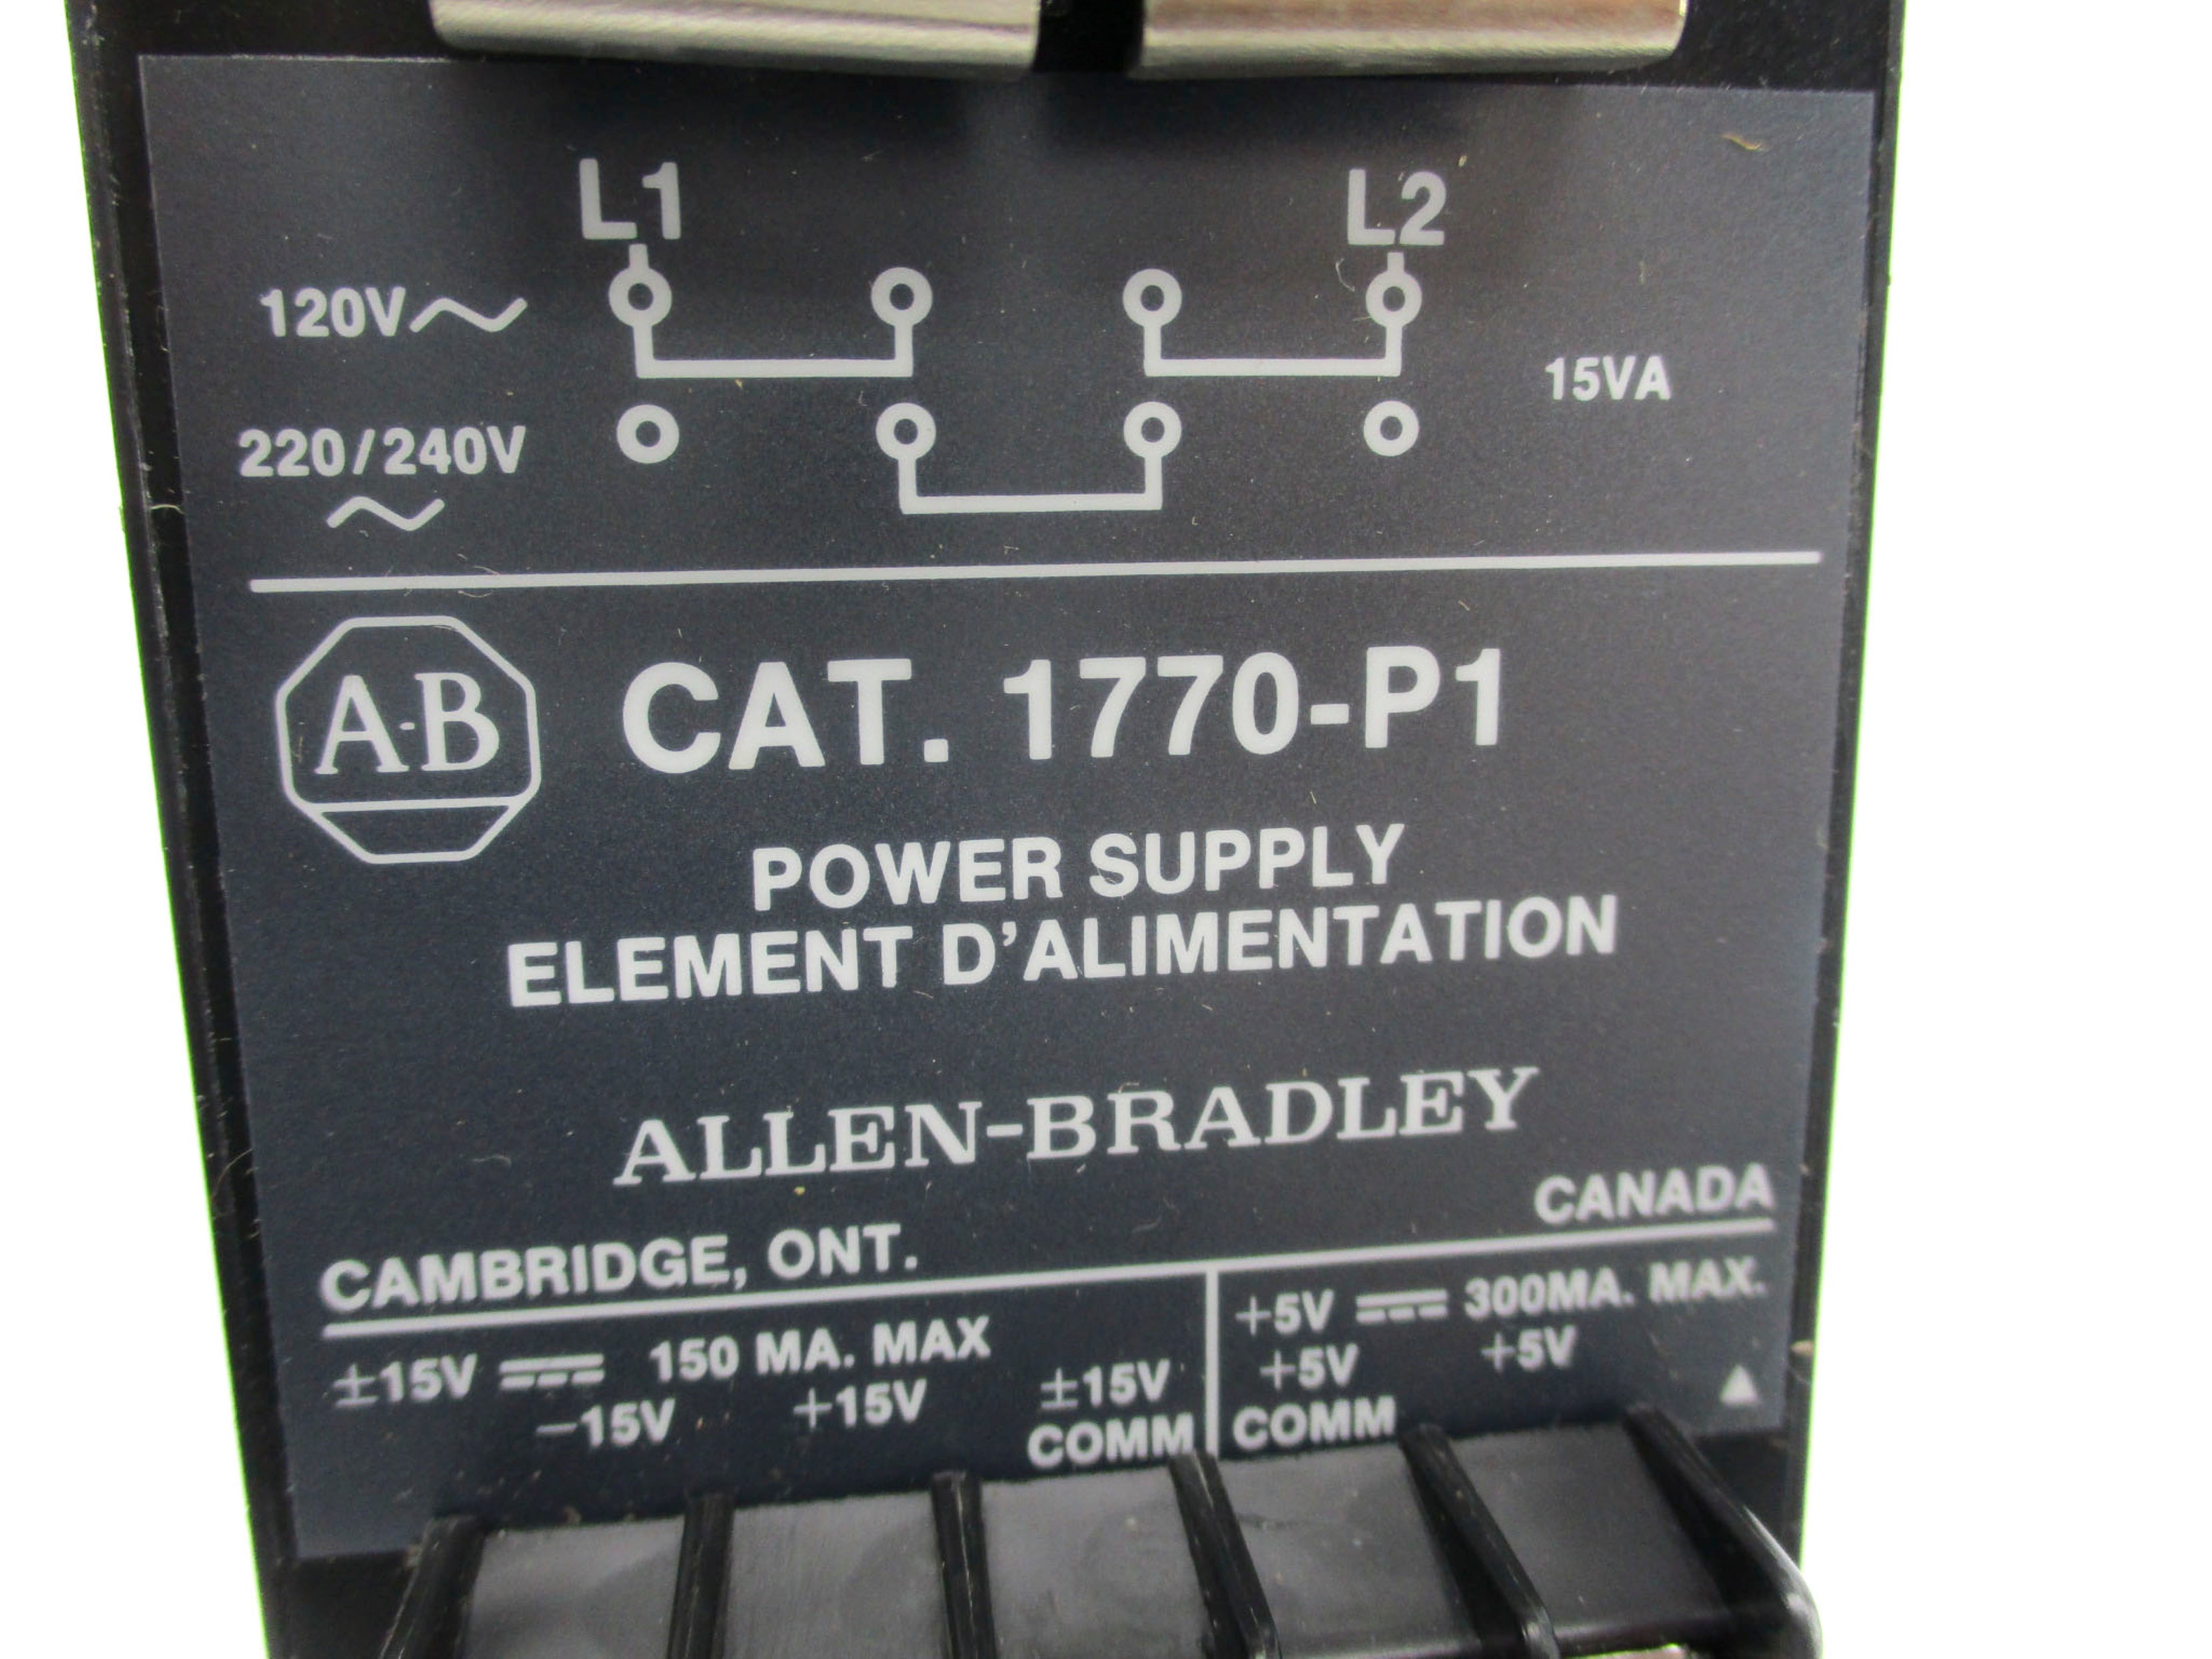 L1 L2
120V~
15VA
220/240V
~
A-B CAT. 1770-P1
POWER SUPPLY
ELEMENT D'ALIMENTATION
ALLEN-BRADLEY
CAMBRIDGE, ONT. CANADA
±15V ⎓ 150 MA. MAX
-15V +15V ±15V
COMM
+5V ⎓ 300MA. MAX.
+5V +5V
COMM